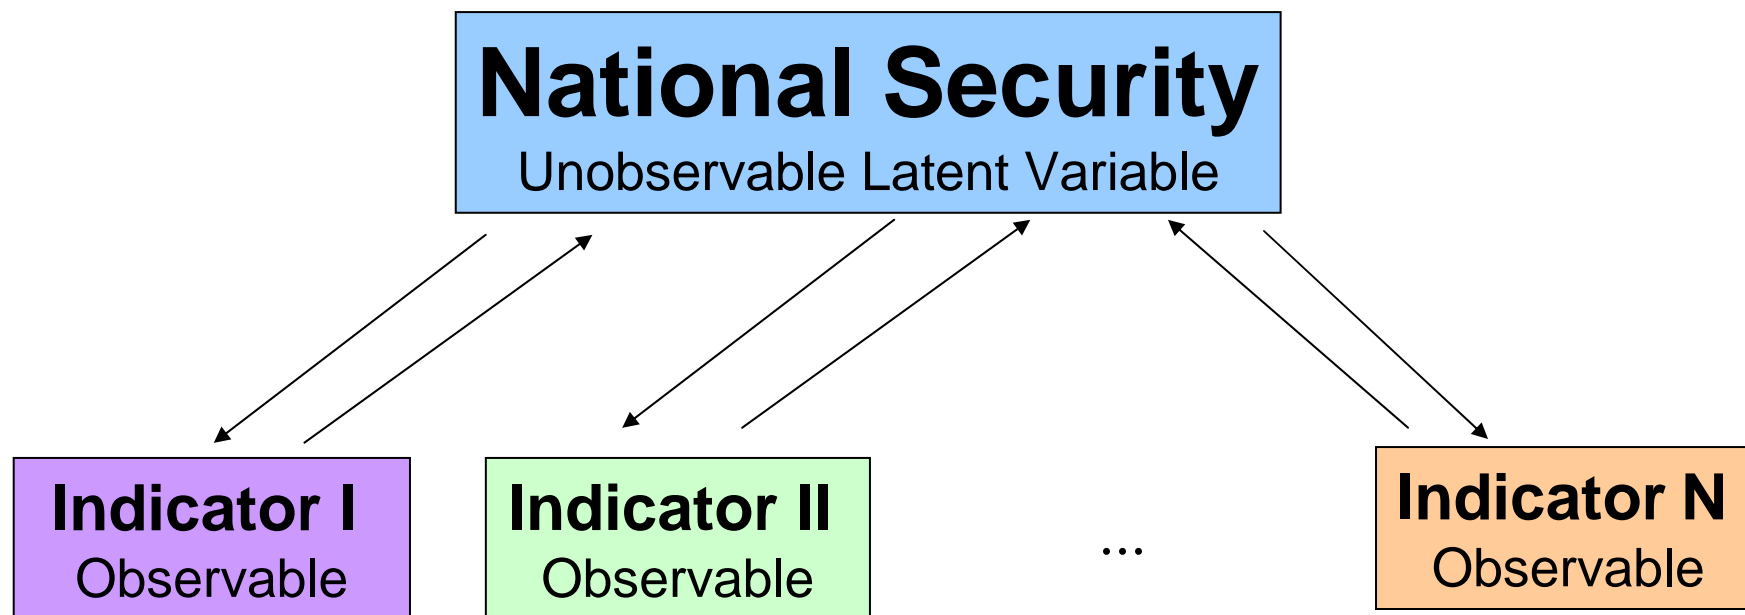 National Security
Unobservable Latent Variable
Indicator I
Observable
Indicator II
Observable
...
Indicator N
Observable